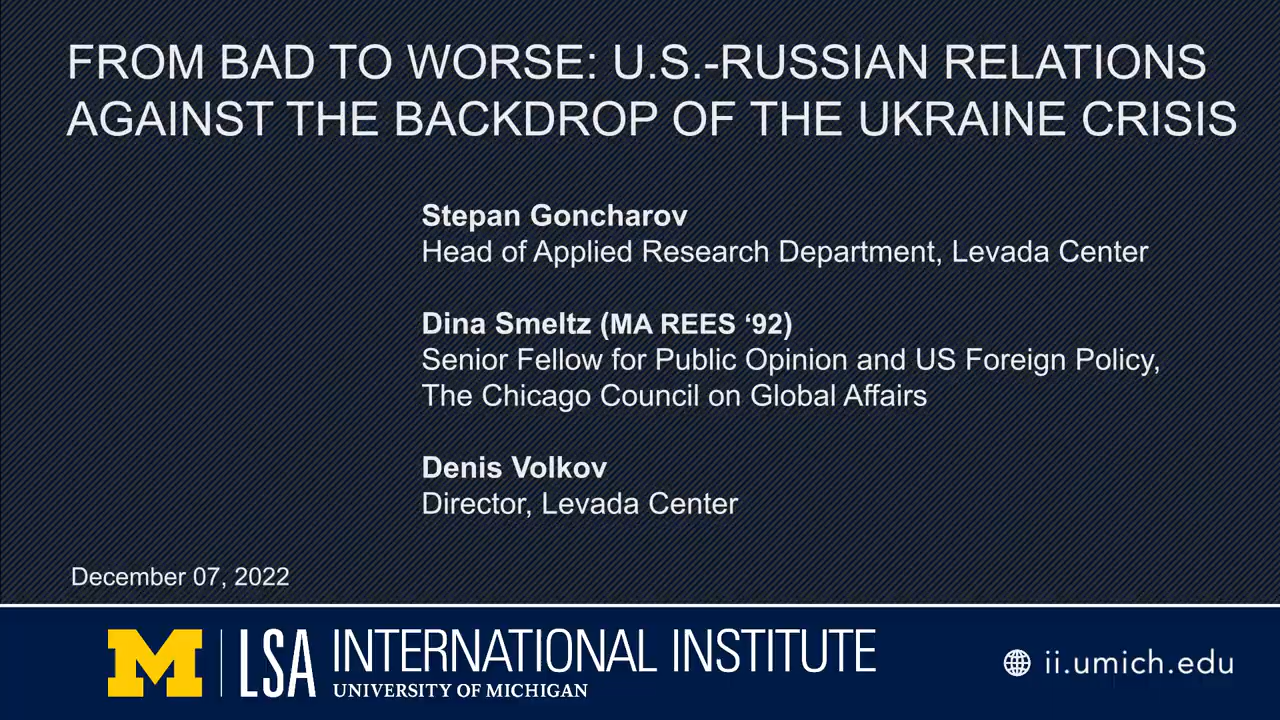 FROM BAD TO WORSE: U.S.-RUSSIAN RELATIONS
AGAINST THE BACKDROP OF THE UKRAINE CRISIS
Stepan Goncharov
Head of Applied Research Department, Levada Center
Dina Smeltz (MA REES ‘92)
Senior Fellow for Public Opinion and US Foreign Policy,
The Chicago Council on Global Affairs
Denis Volkov
Director, Levada Center
December 07, 2022
M LSA INTERNATIONAL INSTITUTE
UNIVERSITY OF MICHIGAN
ii.umich.edu